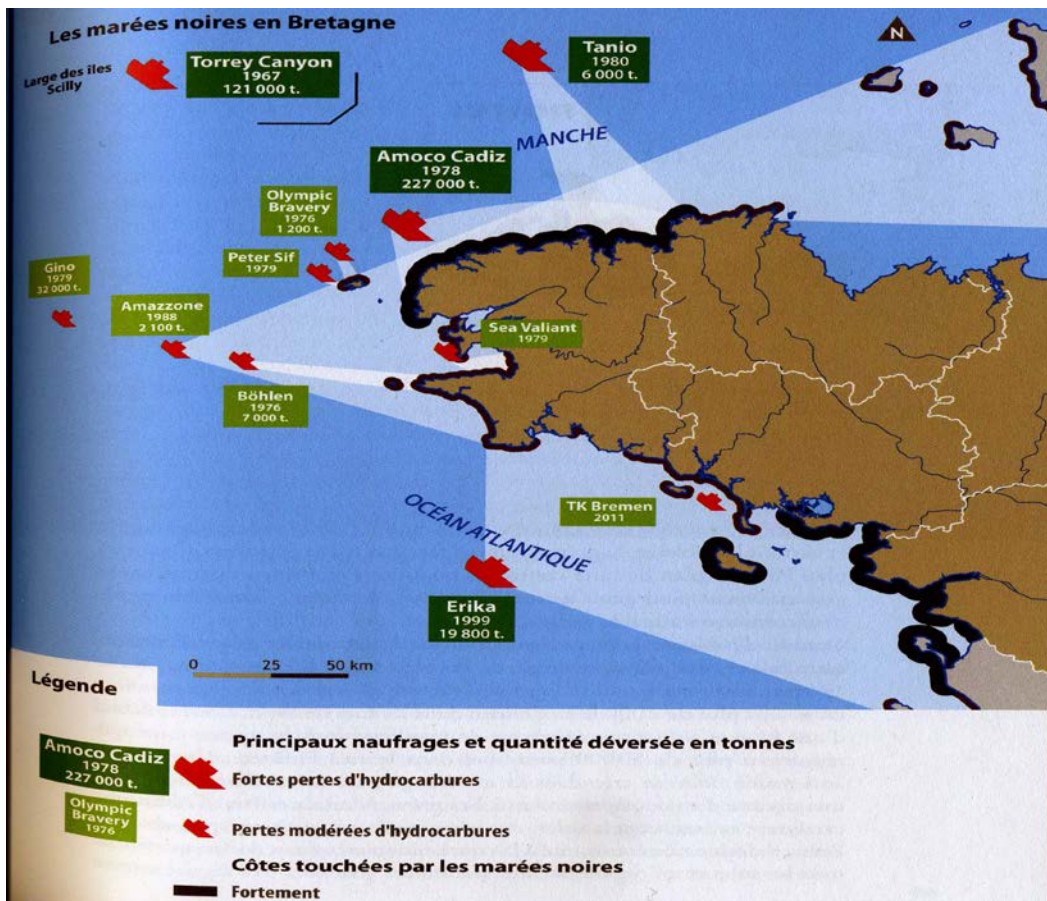 Les marées noires en Bretagne
Large des îles
Scilly
Torrey Canyon
1967
121 000 t.
Tanio
1980
6 000 t.
N
MANCHE
Amoco Cadiz
1978
227 000 t.
Olympic
Bravery
1976
1 200 t.
Peter Sif
1979
Gino
1979
32 000 t.
Amazzone
1988
2 100 t.
Sea Valiant
1979
Böhlen
1976
7 000 t.
TK Bremen
2011
OCÉAN ATLANTIQUE
Erika
1999
19 800 t.
0 25 50 km
Légende
Principaux naufrages et quantité déversée en tonnes
Amoco Cadiz
1978
227 000 t.
Fortes pertes d'hydrocarbures
Olympic
Bravery
1976
Pertes modérées d'hydrocarbures
Côtes touchées par les marées noires
Fortement